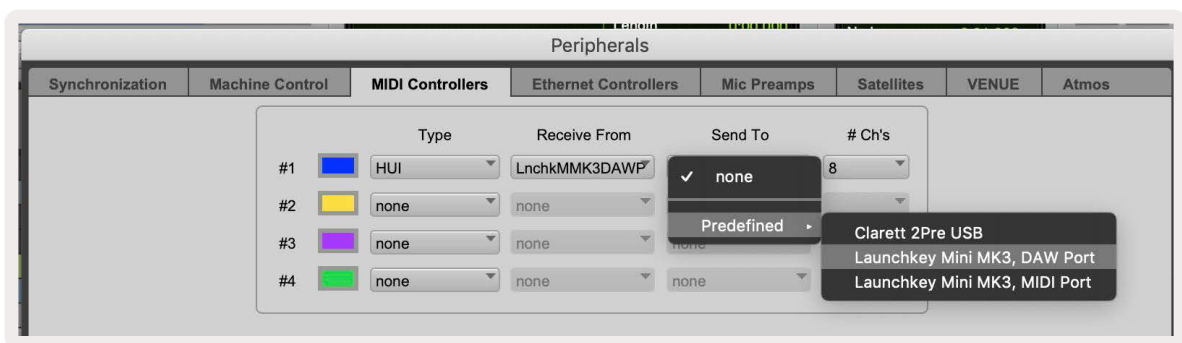 Peripherals
Synchronization Machine Control MIDI Controllers Ethernet Controllers Mic Preamps Satellites VENUE Atmos
Type Receive From Send To # Ch's
#1 HUI LnchkMMK3DAWP 8
✓ none
#2 none none
Predefined
Clarett 2Pre USB
#3 none none none
Launchkey Mini MK3, DAW Port
#4 none none none
Launchkey Mini MK3, MIDI Port